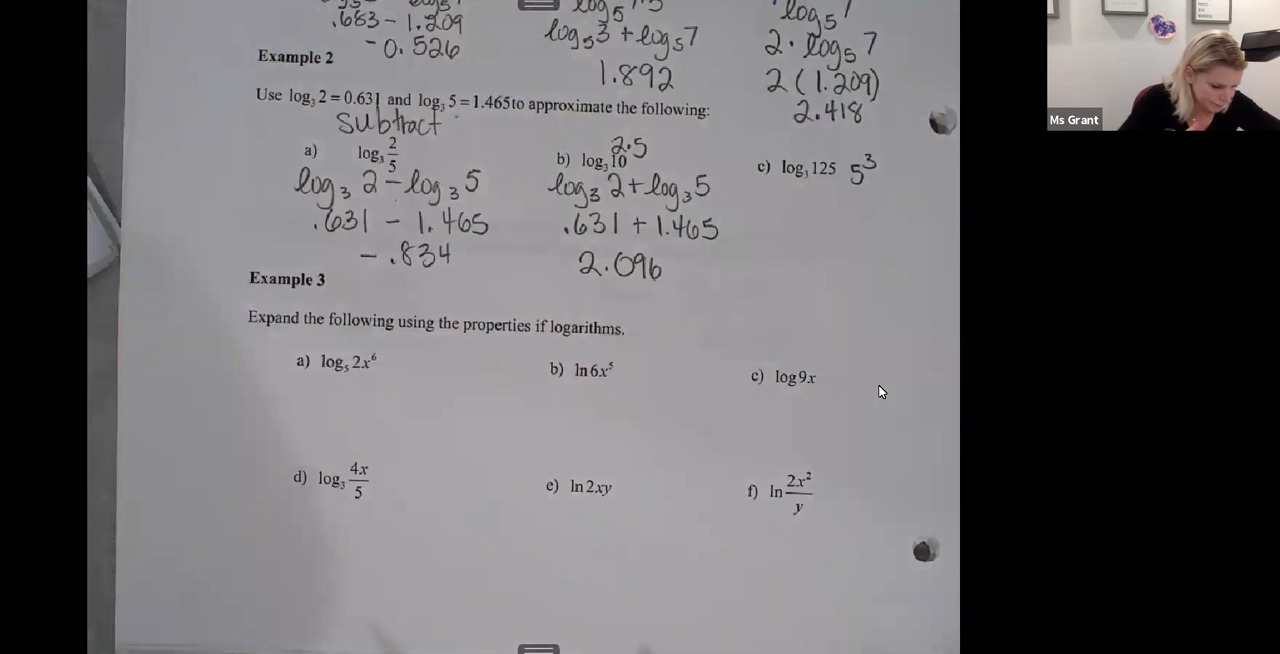 .683 - 1.209
- 0.526
log₅3 + log₅7
1.892
log₅
2 · log₅7
2(1.209)
2.418
Example 2
Use log₃ 2 = 0.631 and log₃ 5 = 1.465 to approximate the following:
subtract
a) log₃ 2/5
log₃ 2 - log₃ 5
.631 - 1.465
- .834
2·5
b) log₃ 10
log₃ 2 + log₃ 5
.631 + 1.465
2.096
c) log₃ 125 5³
Example 3
Expand the following using the properties if logarithms.
a) log₅ 2x⁶
b) ln 6x⁵
c) log 9x
d) log₃ 4x/5
e) ln 2xy
f) ln 2x²/y
Ms Grant